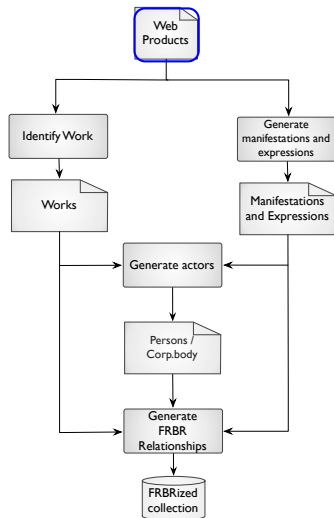 Web
Products
Identify Work
Generate
manifestations and
expressions
Works
Manifestations
and Expressions
Generate actors
Persons /
Corp.body
Generate
FRBR
Relationships
FRBRized
collection